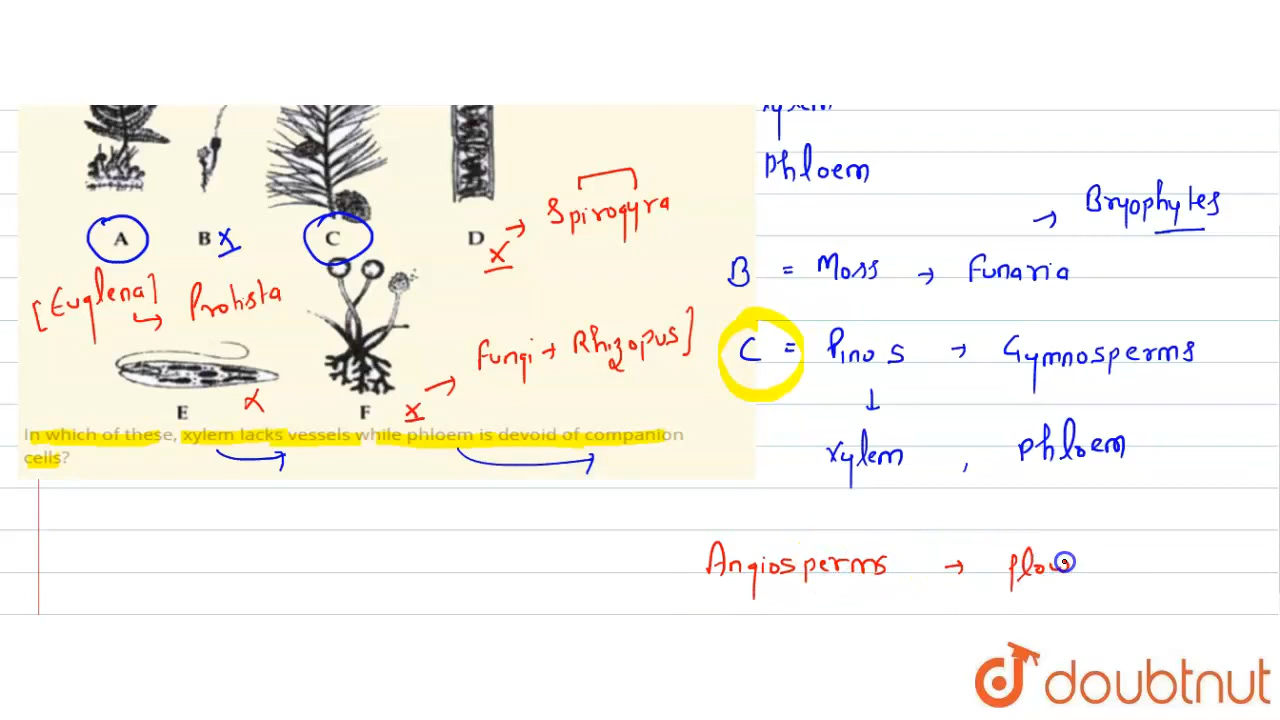 xylem
Phloem
→ Bryophytes
B = Moss → Funaria
C = Pinos → Gymnosperms
↓
xylem , Phloem
Angiosperms → flow
A B x C D
x → Spirogyra
[Euglena] → Protista
Fungi → Rhizopus]
E x F x
In which of these, xylem lacks vessels while phloem is devoid of companion
cells?
doubtnut